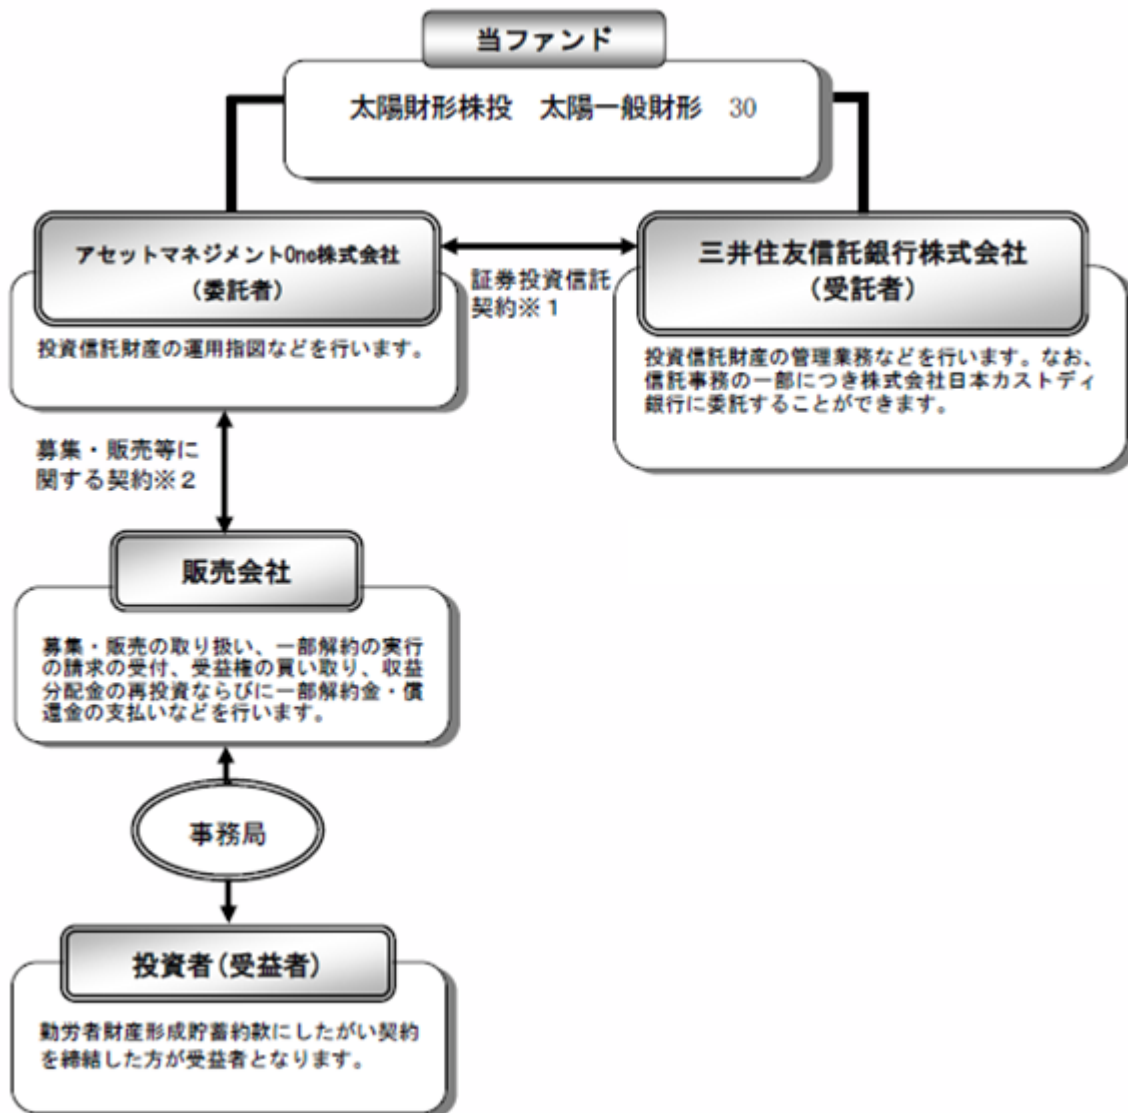 当ファンド
太陽財形株投　太陽一般財形　30
アセットマネジメントOne株式会社
（委託者）
投資信託財産の運用指図などを行います。
証券投資信託
契約※１
三井住友信託銀行株式会社
（受託者）
投資信託財産の管理業務などを行います。なお、
信託事務の一部につき株式会社日本カストディ
銀行に委託することができます。
募集・販売等に
関する契約※２
販売会社
募集・販売の取り扱い、一部解約の実行
の請求の受付、受益権の買い取り、収益
分配金の再投資ならびに一部解約金・償
還金の支払いなどを行います。
事務局
投資者（受益者）
勤労者財産形成貯蓄約款にしたがい契約
を締結した方が受益者となります。